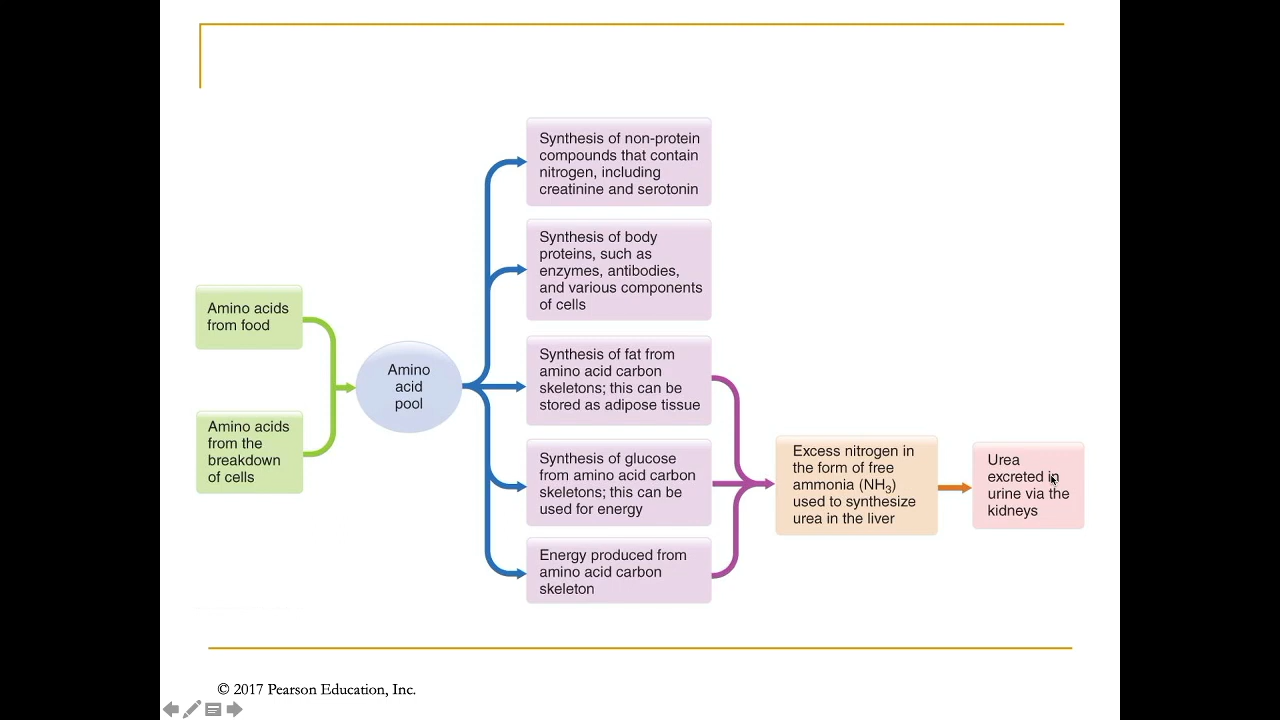 Amino acids
from food
Amino acids
from the
breakdown
of cells
Amino
acid
pool
Synthesis of non-protein
compounds that contain
nitrogen, including
creatinine and serotonin
Synthesis of body
proteins, such as
enzymes, antibodies,
and various components
of cells
Synthesis of fat from
amino acid carbon
skeletons; this can be
stored as adipose tissue
Synthesis of glucose
from amino acid carbon
skeletons; this can be
used for energy
Energy produced from
amino acid carbon
skeleton
Excess nitrogen in
the form of free
ammonia (NH₃)
used to synthesize
urea in the liver
Urea
excreted in
urine via the
kidneys
© 2017 Pearson Education, Inc.